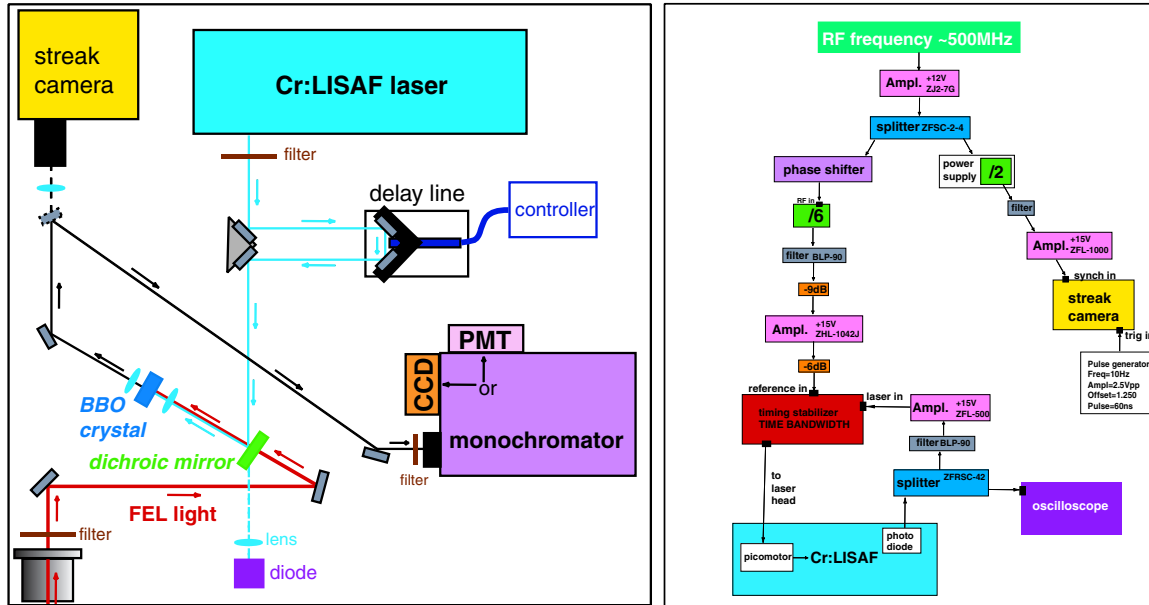 streak
camera
Cr:LISAF laser
filter
delay line
controller
PMT
CCD
or
monochromator
filter
BBO
crystal
dichroic mirror
FEL light
filter
lens
diode
RF frequency ~500MHz
Ampl. +12V
ZJ2-7G
splitter ZFSC-2-4
phase shifter
power
supply
/2
RF in
/6
filter
filter BLP-90
Ampl. +15V
ZFL-1000
-9dB
synch in
streak
camera
Ampl. +15V
ZHL-1042J
trig in
-6dB
Pulse generator
Freq=10Hz
Ampl=2.5Vpp
Offset=1.250
Pulse=60ns
reference in
laser in
timing stabilizer
TIME BANDWIDTH
Ampl. +15V
ZFL-500
filter BLP-90
to
laser
head
splitter ZFRSC-42
oscilloscope
photo
diode
picomotor
Cr:LISAF